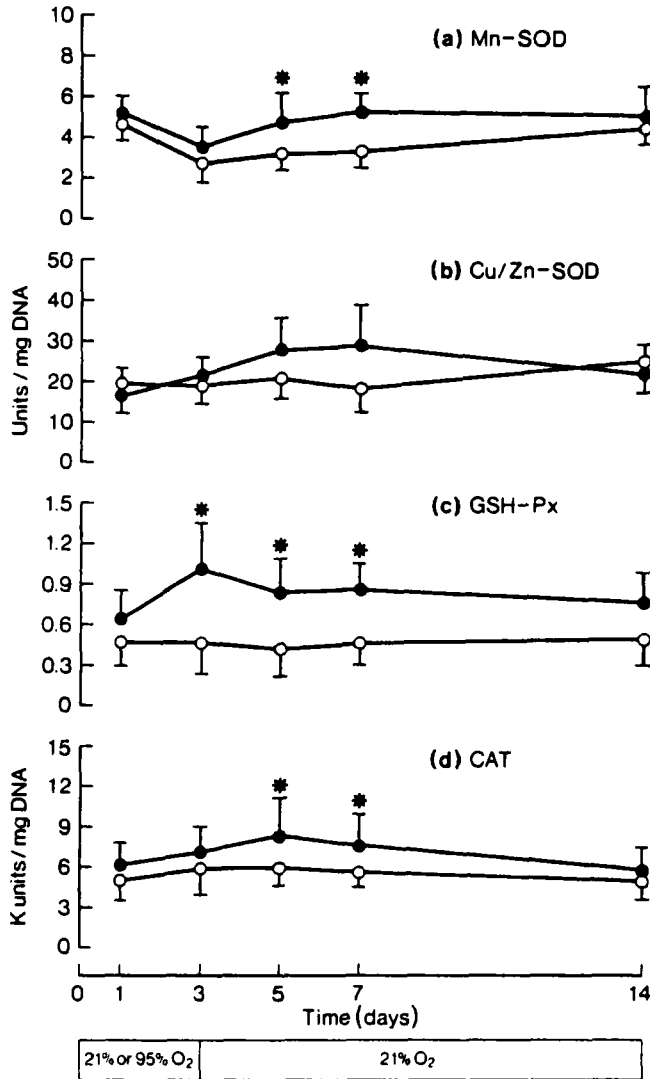 10
8
6
4
2
0
(a) Mn-SOD
* *
50
40
30
20
10
0
(b) Cu/Zn-SOD
Units / mg DNA
1.5
1.2
0.9
0.6
0.3
0
(c) GSH-Px
* * *
15
12
9
6
3
0
(d) CAT
* *
K units / mg DNA
0 1 3 5 7 14
Time (days)
21% or 95% O₂ 21% O₂